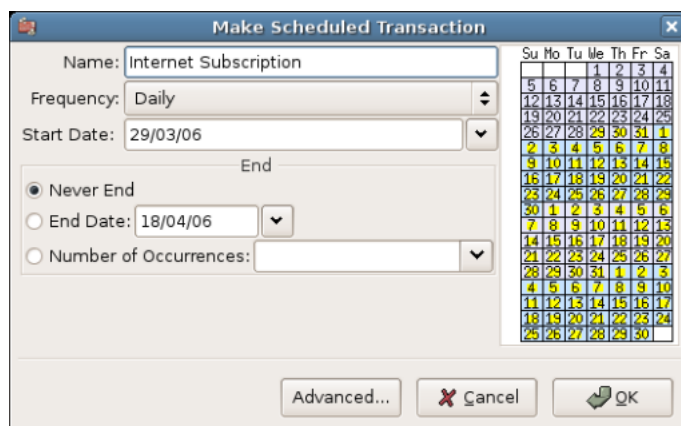 Make Scheduled Transaction
Name: Internet Subscription
Frequency: Daily
Start Date: 29/03/06
End
Never End
End Date: 18/04/06
Number of Occurrences:
Su Mo Tu We Th Fr Sa
1 2 3 4
5 6 7 8 9 10 11
12 13 14 15 16 17 18
19 20 21 22 23 24 25
26 27 28 29 30 31 1
2 3 4 5 6 7 8
9 10 11 12 13 14 15
16 17 18 19 20 21 22
23 24 25 26 27 28 29
30 1 2 3 4 5 6
7 8 9 10 11 12 13
14 15 16 17 18 19 20
21 22 23 24 25 26 27
28 29 30 31 1 2 3
4 5 6 7 8 9 10
11 12 13 14 15 16 17
18 19 20 21 22 23 24
25 26 27 28 29 30
Advanced... Cancel OK